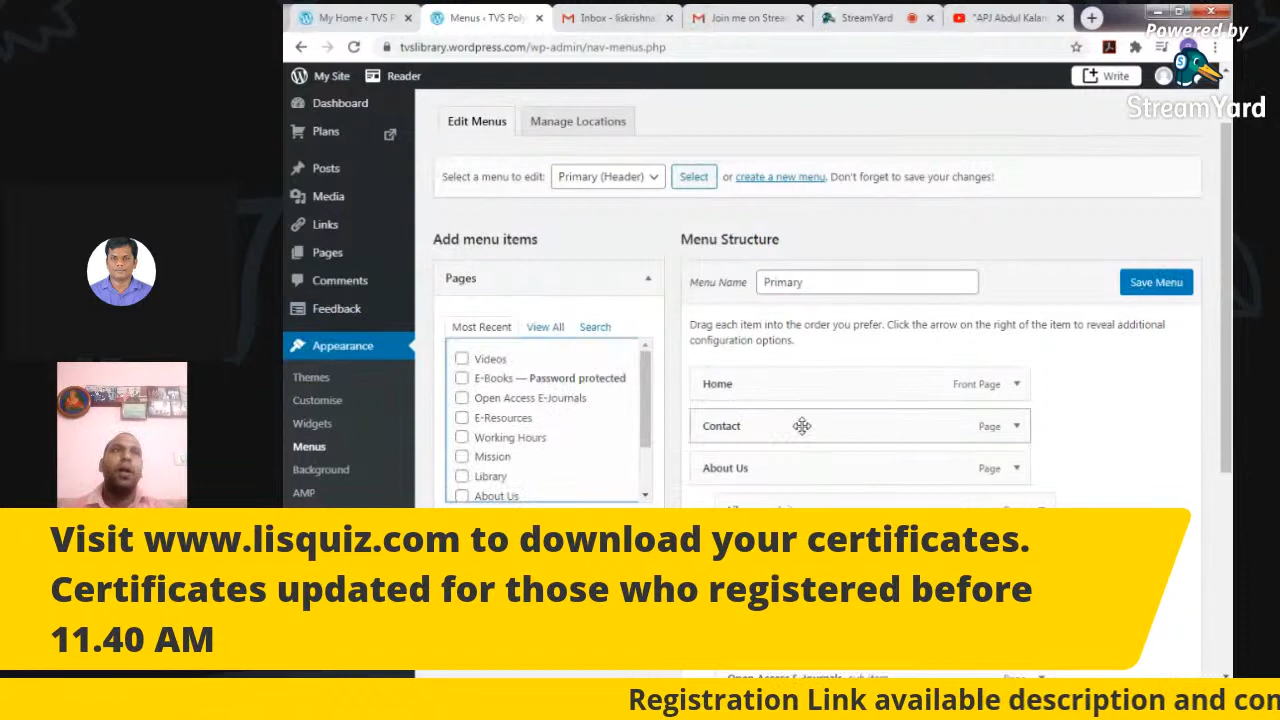 My Home ‹ TVS P
Menus ‹ TVS Poly
Inbox - liskrishna
Join me on Strea
StreamYard
"APJ Abdul Kalan
tvslibrary.wordpress.com/wp-admin/nav-menus.php
Powered by
StreamYard
My Site
Reader
Write
Dashboard
Plans
Posts
Media
Links
Pages
Comments
Feedback
Appearance
Themes
Customise
Widgets
Menus
Background
AMP
Edit Menus
Manage Locations
Select a menu to edit: Primary (Header) Select or create a new menu. Don't forget to save your changes!
Add menu items
Pages
Most Recent View All Search
Videos
E-Books — Password protected
Open Access E-Journals
E-Resources
Working Hours
Mission
Library
About Us
Menu Structure
Menu Name Primary Save Menu
Drag each item into the order you prefer. Click the arrow on the right of the item to reveal additional
configuration options.
Home Front Page
Contact Page
About Us Page
Visit www.lisquiz.com to download your certificates.
Certificates updated for those who registered before
11.40 AM
Registration Link available description and con